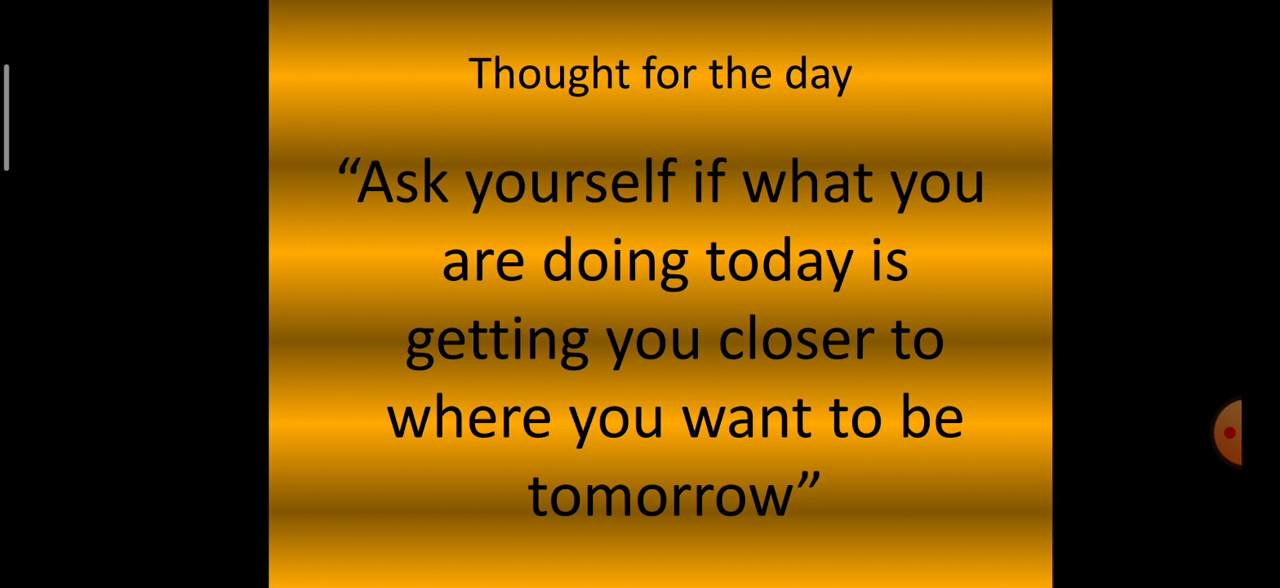 Thought for the day
“Ask yourself if what you
are doing today is
getting you closer to
where you want to be
tomorrow”